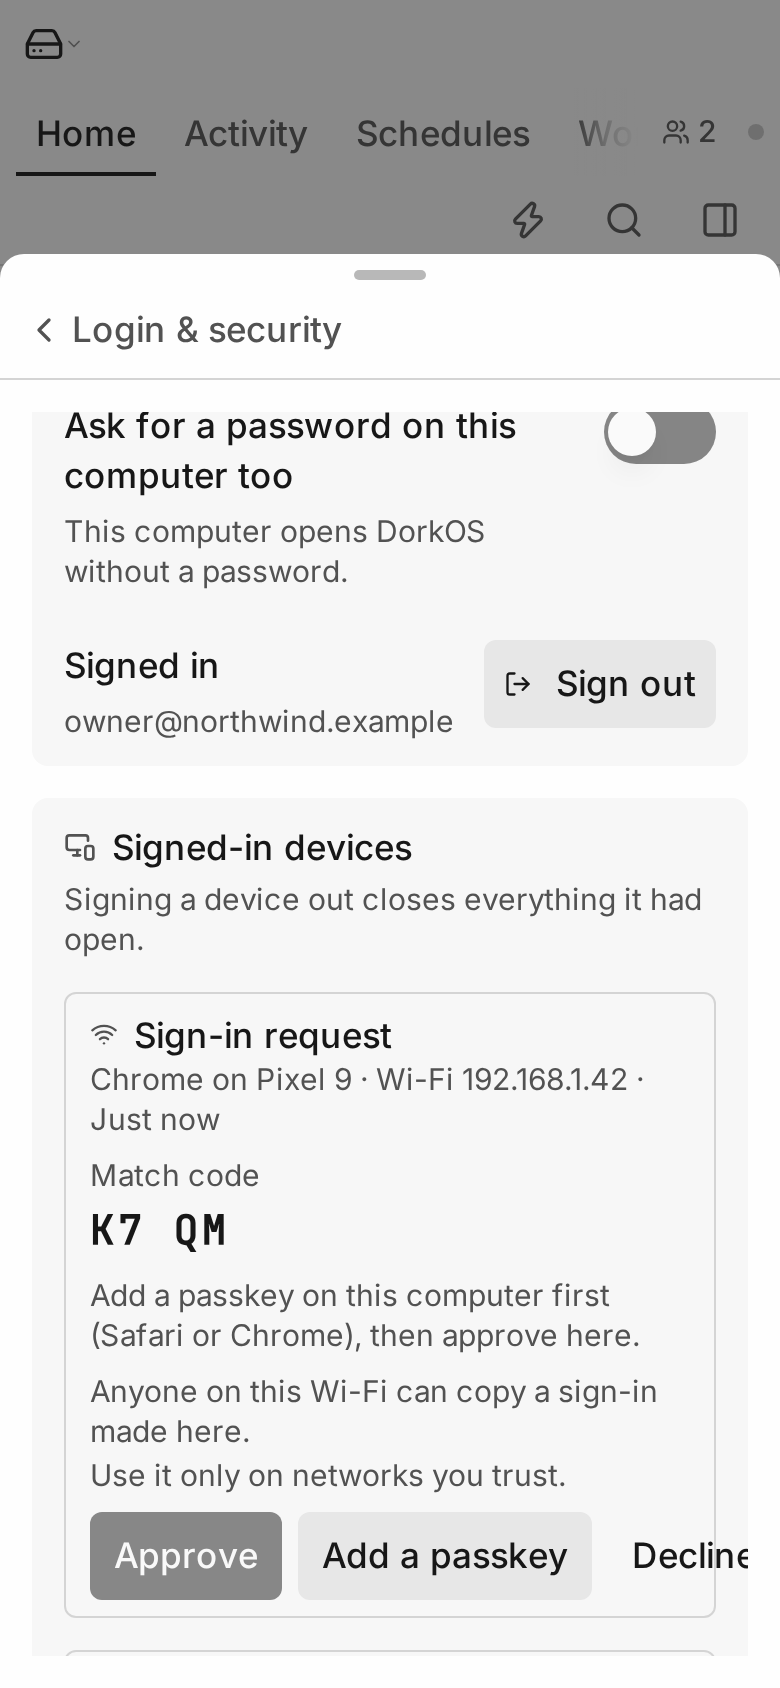 Home Activity Schedules Wo 2
Login & security
Ask for a password on this
computer too
This computer opens DorkOS
without a password.
Signed in
Sign out
owner@northwind.example
Signed-in devices
Signing a device out closes everything it had
open.
Sign-in request
Chrome on Pixel 9 · Wi-Fi 192.168.1.42 ·
Just now
Match code
K7 QM
Add a passkey on this computer first
(Safari or Chrome), then approve here.
Anyone on this Wi-Fi can copy a sign-in
made here.
Use it only on networks you trust.
Approve Add a passkey Decline